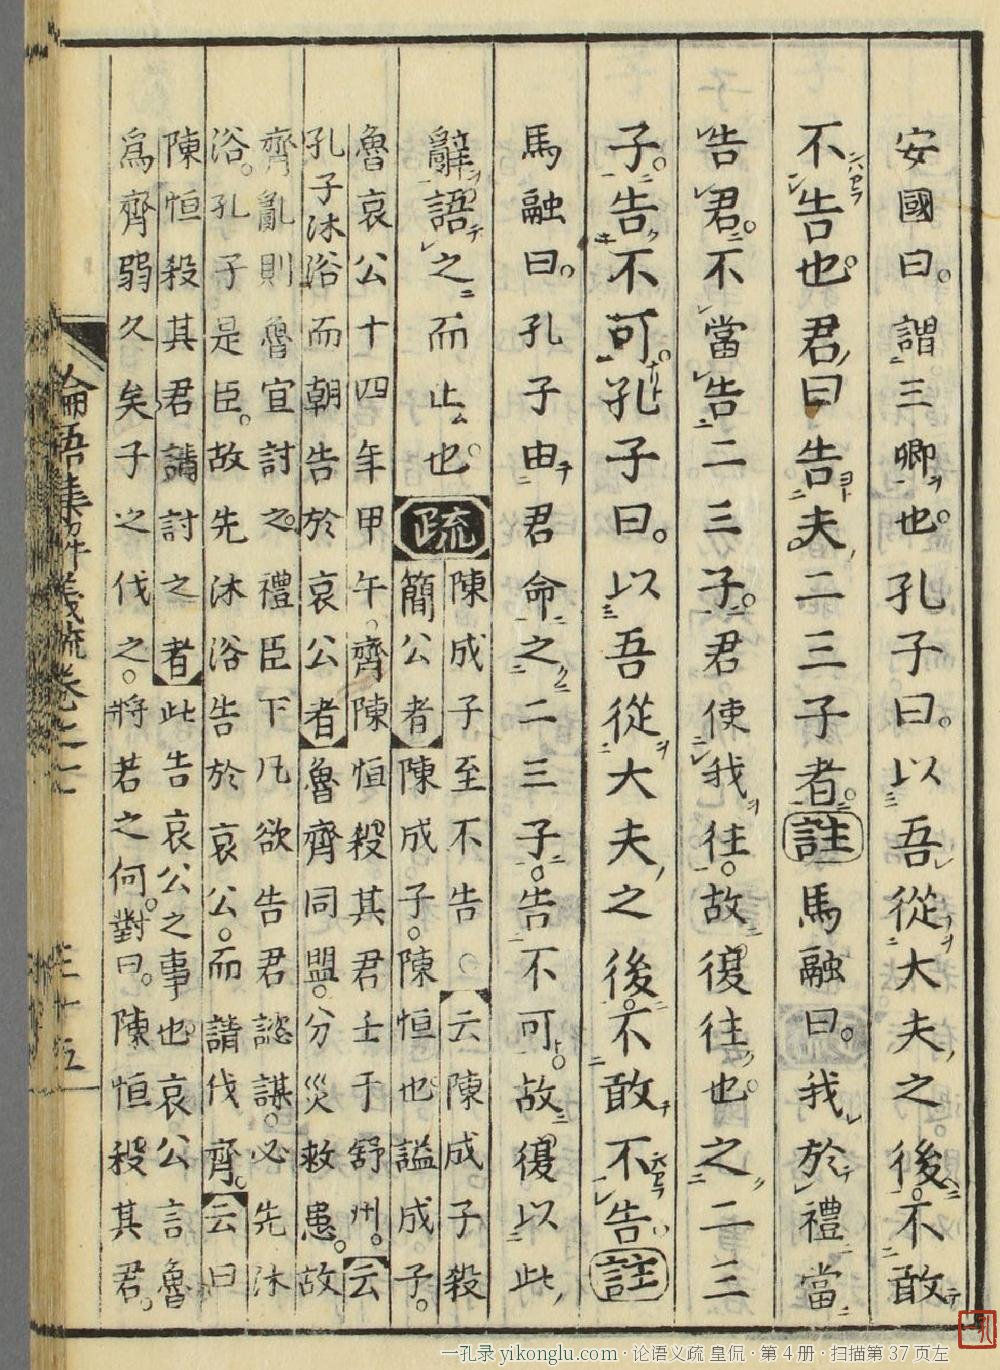 安國曰謂三卿也孔子曰以吾從大夫之後不敢
不告也君曰告夫二三子者註馬融曰我於禮當
告君不當告二三子君使我往故復往也之二三
子告不可孔子曰以吾從大夫之後不敢不告註
馬融曰孔子由君命之二三子告不可故復以此
辭語之而止也疏
陳成子至不告○云陳成子殺
簡公者陳成子陳恒也謚成子
魯哀公十四年甲午齊陳恒殺其君壬于舒州云
孔子沐浴而朝告於哀公者魯齊同盟分災救患故
齊亂則魯宜討之禮臣下凡欲告君諮謀必先沐
浴孔子是臣故先沐浴告於哀公而請伐齊云曰
陳恒殺其君請討之者此告哀公之事也哀公言魯
為齊弱久矣子之伐之將若之何對曰陳恒殺其君
論語集解義疏卷七
三十五
一孔录 yikonglu.com · 论语义疏 皇侃 · 第 4 册 · 扫描第 37 页左